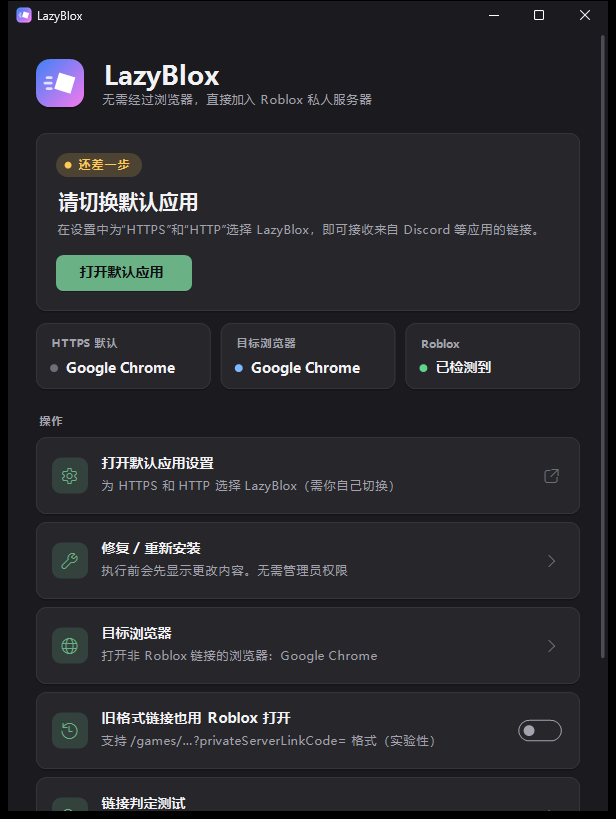 LazyBlox
LazyBlox
无需经过浏览器，直接加入 Roblox 私人服务器
还差一步
请切换默认应用
在设置中为“HTTPS”和“HTTP”选择 LazyBlox，即可接收来自 Discord 等应用的链接。
打开默认应用
HTTPS 默认
Google Chrome
目标浏览器
Google Chrome
Roblox
已检测到
操作
打开默认应用设置
为 HTTPS 和 HTTP 选择 LazyBlox（需你自己切换）
修复 / 重新安装
执行前会先显示更改内容。无需管理员权限
目标浏览器
打开非 Roblox 链接的浏览器：Google Chrome
旧格式链接也用 Roblox 打开
支持 /games/...?privateServerLinkCode= 格式（实验性）
链接判定测试